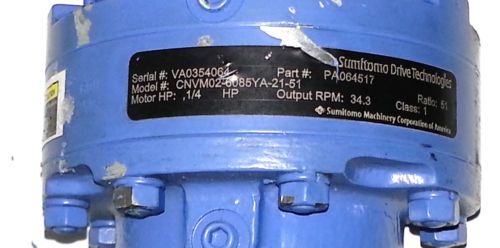 Sumitomo Drive Technologies
Serial #: VA0354064 Part #: PA064517
Model #: CNVM02-6085YA-21-51
Motor HP: ,1/4 HP Output RPM: 34.3 Ratio: 51
Class: 1
Sumitomo Machinery Corporation of America